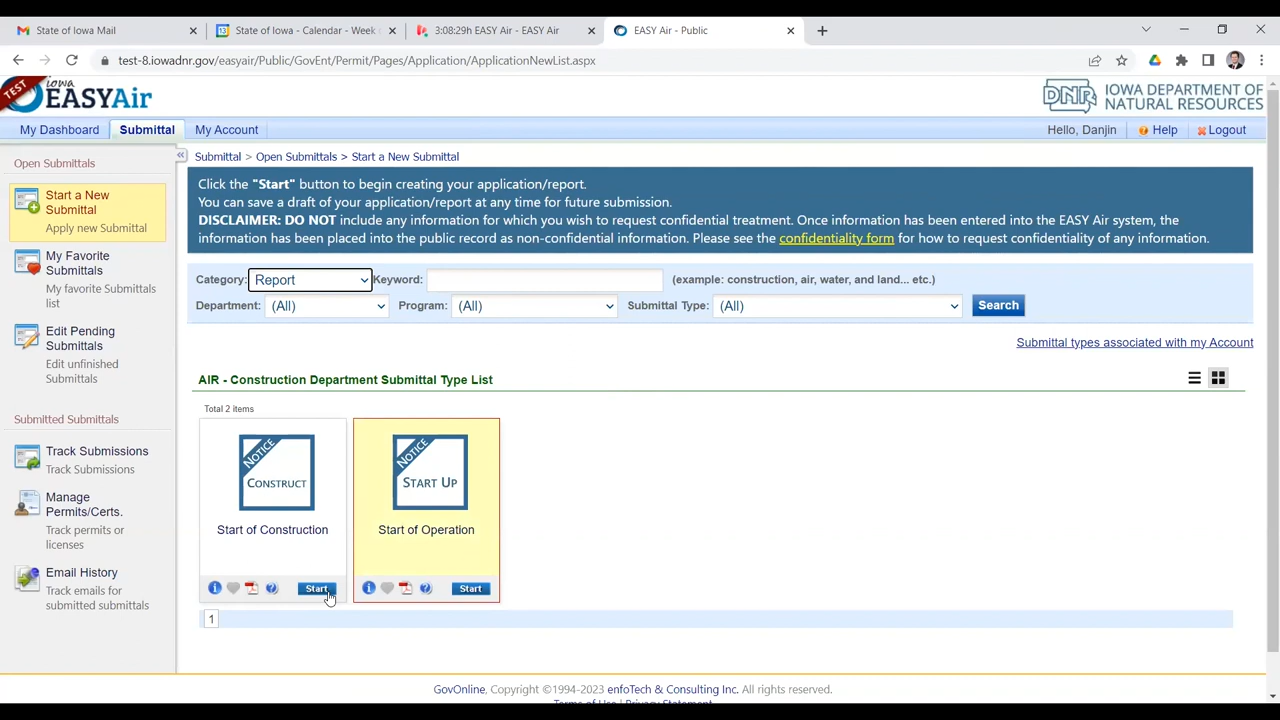 State of Iowa Mail
State of Iowa - Calendar - Week
3:08:29h EASY Air - EASY Air
EASY Air - Public
test-8.iowadnr.gov/easyair/Public/GovEnt/Permit/Pages/Application/ApplicationNewList.aspx
TEST
iowa
EASYAir
DNR
IOWA DEPARTMENT OF
NATURAL RESOURCES
My Dashboard
Submittal
My Account
Hello, Danjin
Help
Logout
Open Submittals
Start a New
Submittal
Apply new Submittal
My Favorite
Submittals
My favorite Submittals
list
Edit Pending
Submittals
Edit unfinished
Submittals
Submitted Submittals
Track Submissions
Track Submissions
Manage
Permits/Certs.
Track permits or
licenses
Email History
Track emails for
submitted submittals
Submittal > Open Submittals > Start a New Submittal
Click the "Start" button to begin creating your application/report.
You can save a draft of your application/report at any time for future submission.
DISCLAIMER: DO NOT include any information for which you wish to request confidential treatment. Once information has been entered into the EASY Air system, the
information has been placed into the public record as non-confidential information. Please see the confidentiality form for how to request confidentiality of any information.
Category: Report Keyword: (example: construction, air, water, and land... etc.)
Department: (All) Program: (All) Submittal Type: (All) Search
Submittal types associated with my Account
AIR - Construction Department Submittal Type List
Total 2 items
NOTICE
CONSTRUCT
Start of Construction
Start
NOTICE
START UP
Start of Operation
Start
1
GovOnline, Copyright ©1994-2023 enfoTech & Consulting Inc. All rights reserved.
Terms of Use | Privacy Statement